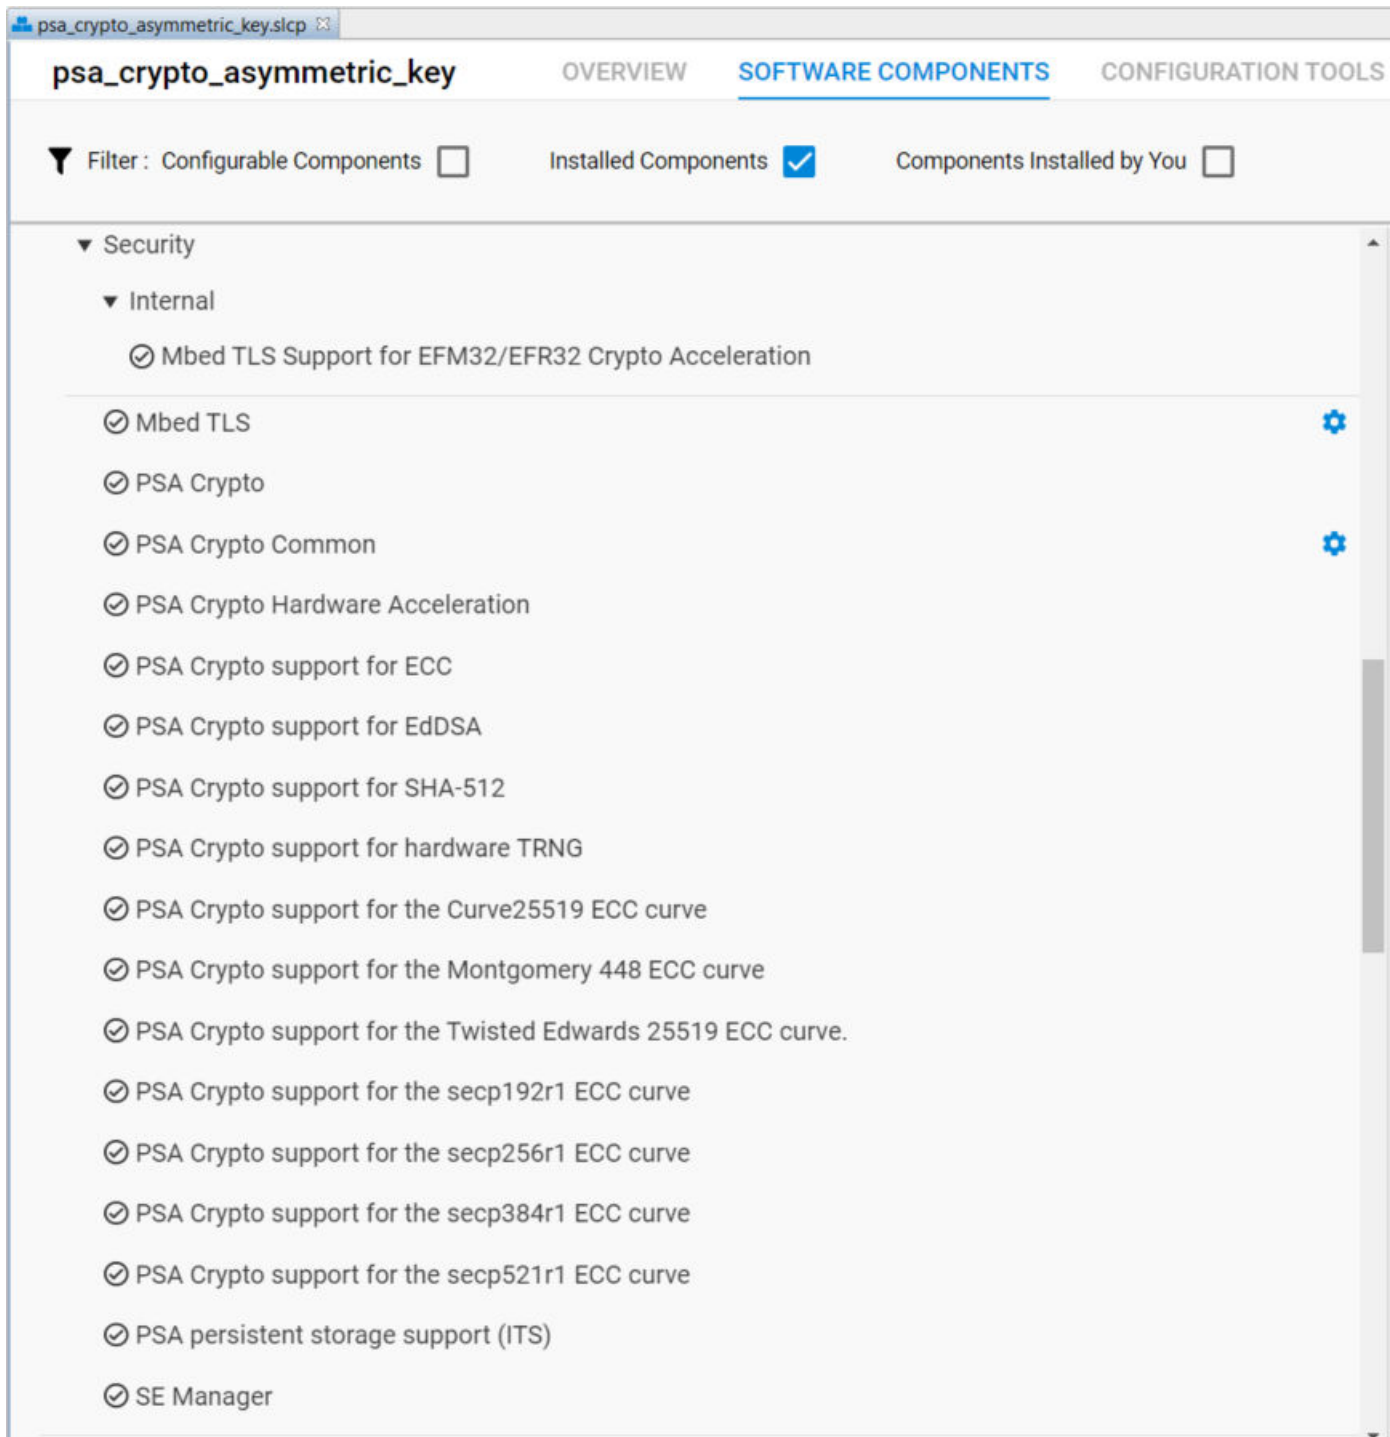 psa_crypto_asymmetric_key.slcp
psa_crypto_asymmetric_key OVERVIEW SOFTWARE COMPONENTS CONFIGURATION TOOLS
Filter : Configurable Components Installed Components Components Installed by You
Security
Internal
Mbed TLS Support for EFM32/EFR32 Crypto Acceleration
Mbed TLS
PSA Crypto
PSA Crypto Common
PSA Crypto Hardware Acceleration
PSA Crypto support for ECC
PSA Crypto support for EdDSA
PSA Crypto support for SHA-512
PSA Crypto support for hardware TRNG
PSA Crypto support for the Curve25519 ECC curve
PSA Crypto support for the Montgomery 448 ECC curve
PSA Crypto support for the Twisted Edwards 25519 ECC curve.
PSA Crypto support for the secp192r1 ECC curve
PSA Crypto support for the secp256r1 ECC curve
PSA Crypto support for the secp384r1 ECC curve
PSA Crypto support for the secp521r1 ECC curve
PSA persistent storage support (ITS)
SE Manager